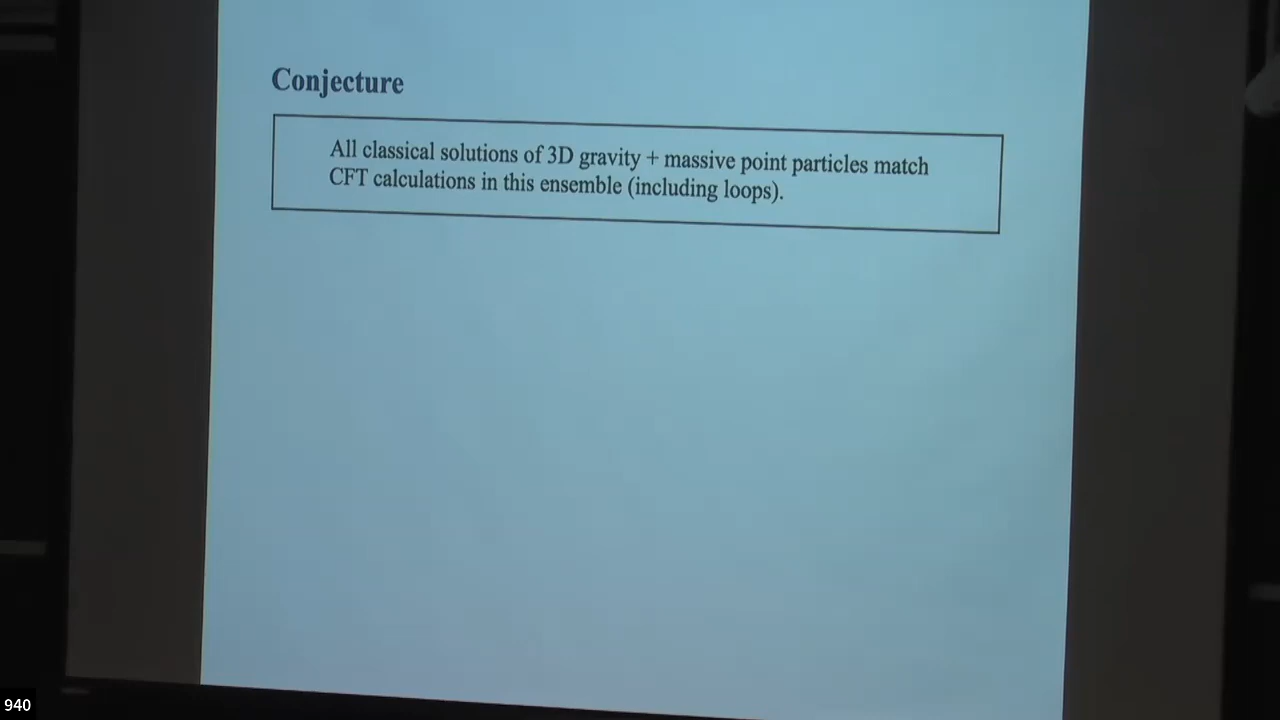 Conjecture
All classical solutions of 3D gravity + massive point particles match
CFT calculations in this ensemble (including loops).
940